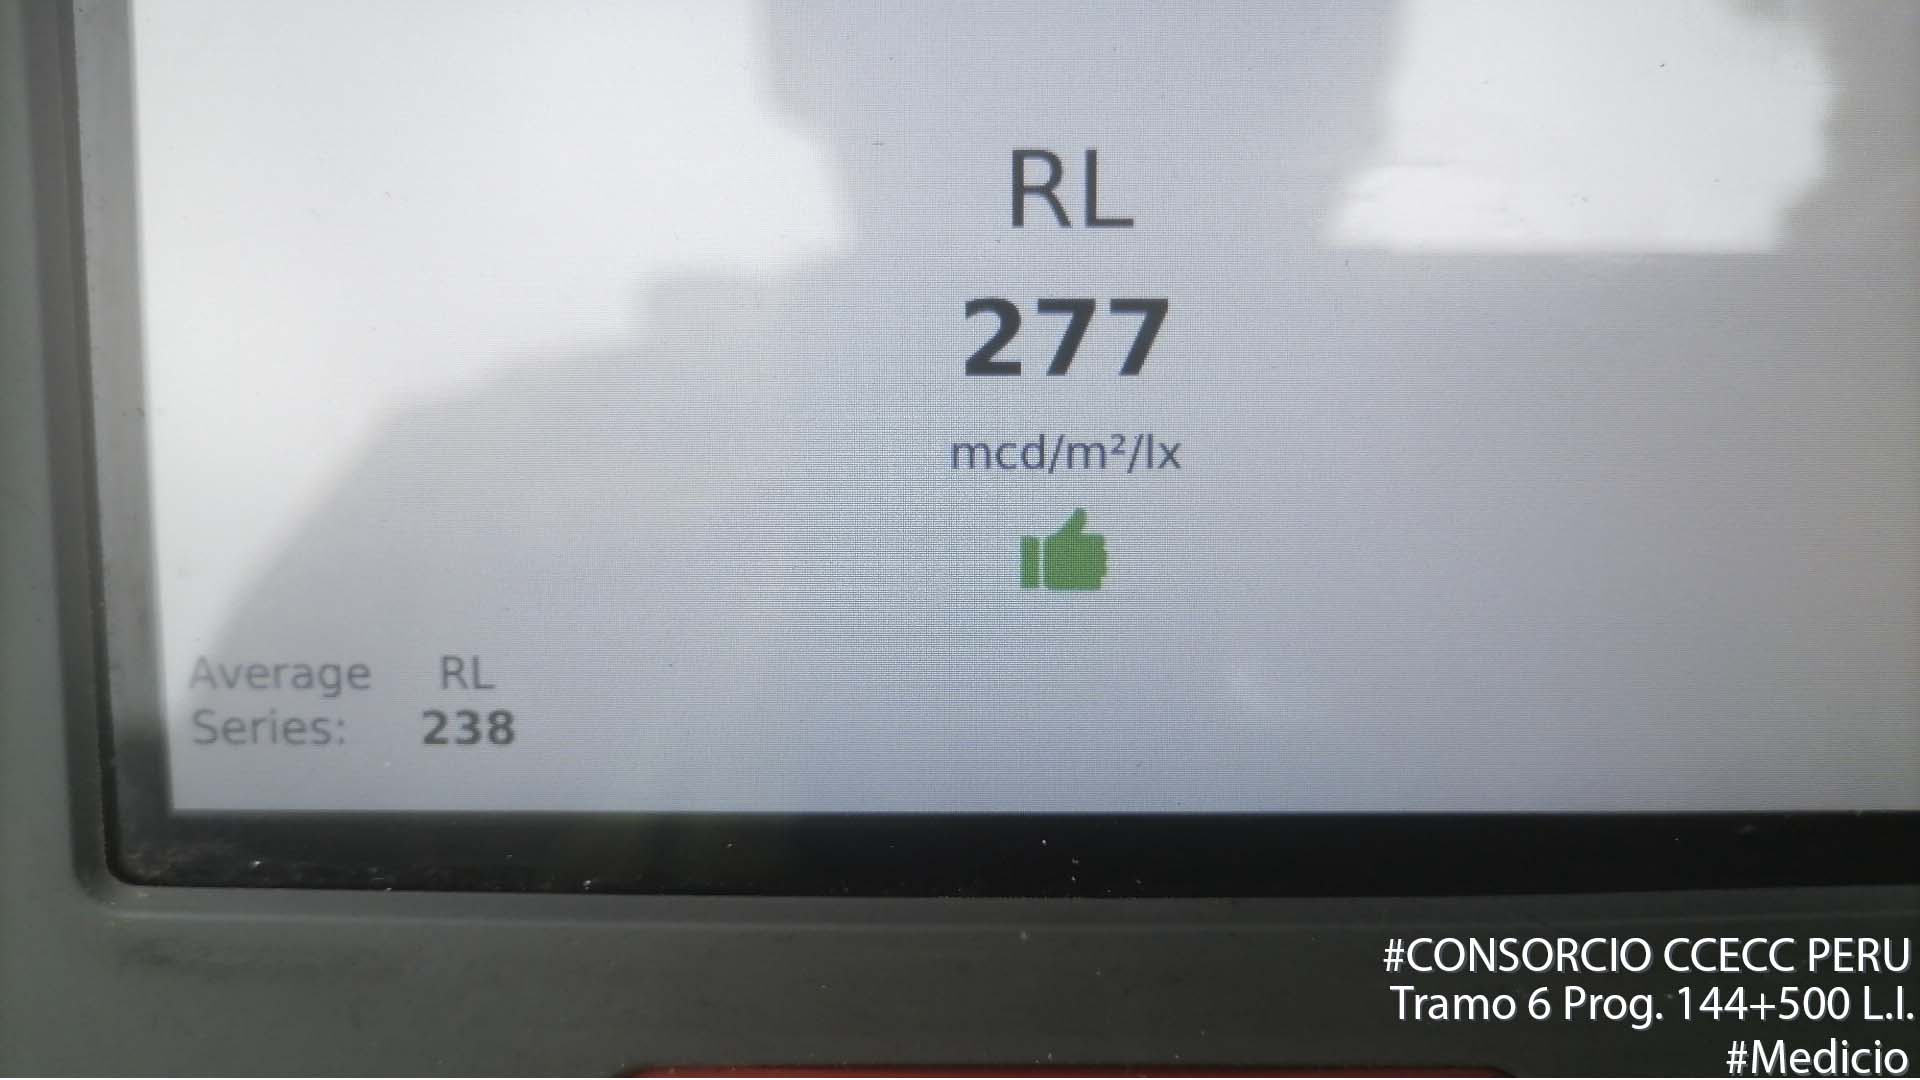 RL
277
mcd/m²/lx
Average RL
Series: 238
#CONSORCIO CCECC PERU
Tramo 6 Prog. 144+500 L.I.
#Medicio